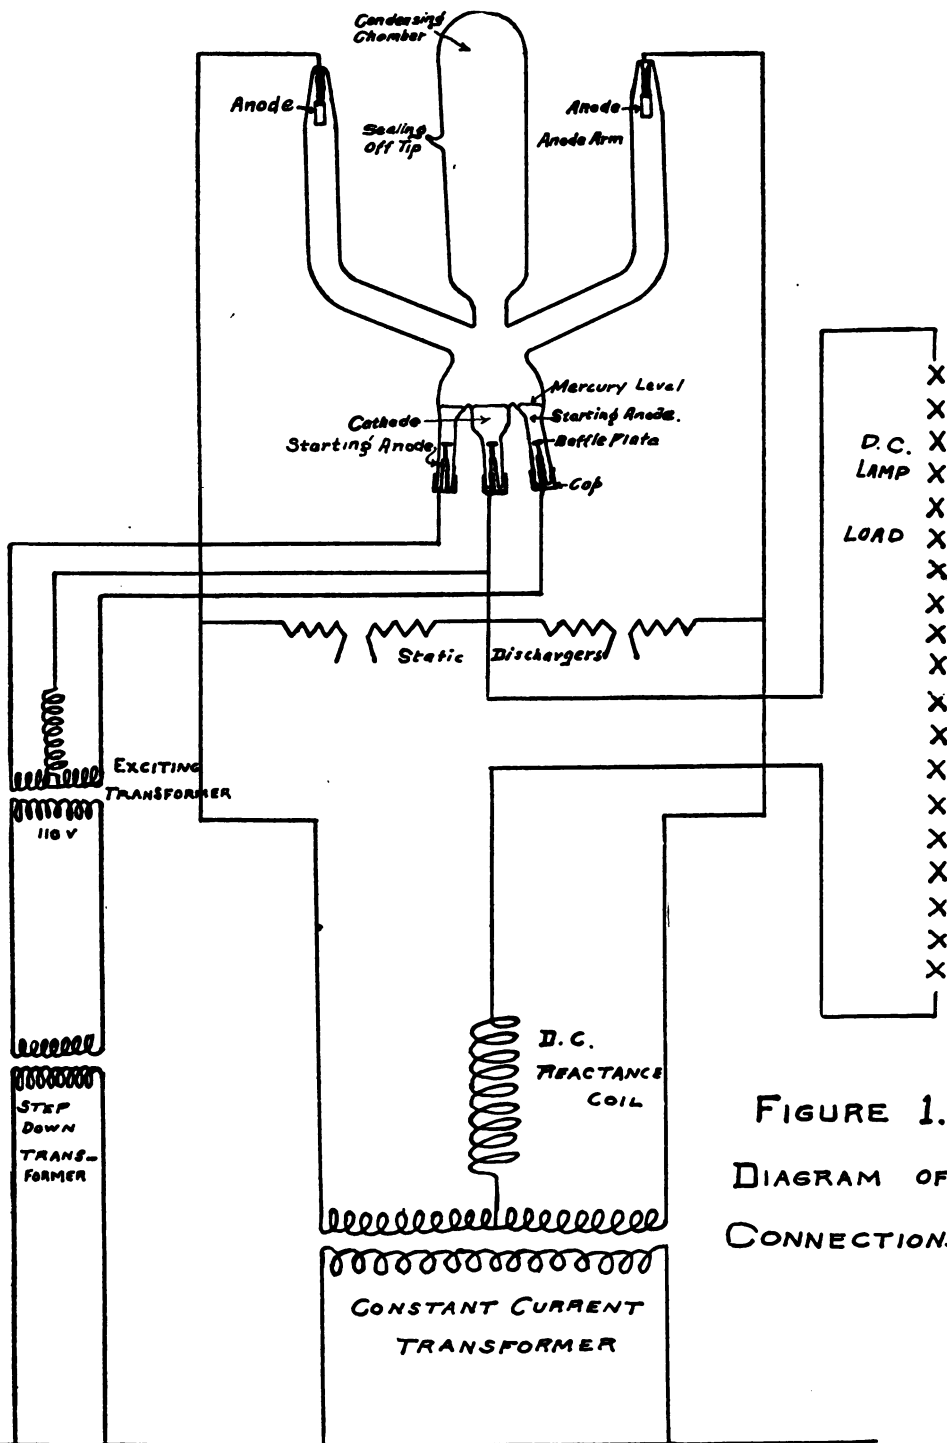 Condensing
Chamber
Anode
Anode
Sealing
Off Tip
Anode Arm
Mercury Level
Cathode
Starting Anode.
Starting Anode
Baffle Plata
Cap
D.C.
LAMP
LOAD
Static Dischargers
EXCITING
TRANSFORMER
110 V
D.C.
REACTANCE
COIL
STEP
DOWN
TRANS-
FORMER
FIGURE 1.
DIAGRAM OF
CONNECTION
CONSTANT CURRENT
TRANSFORMER